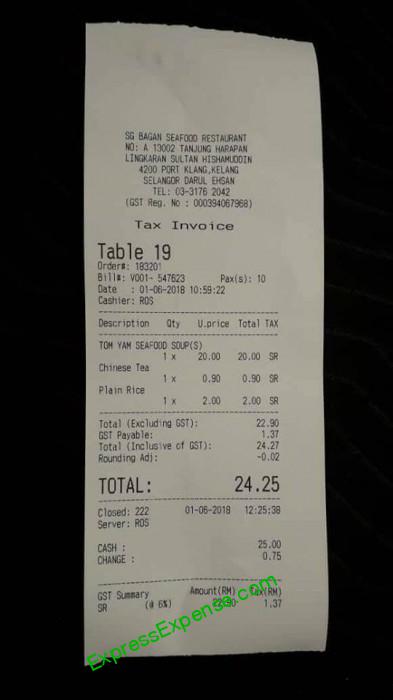 SG BAGAN SEAFOOD RESTAURANT
NO: A 13002 TANJUNG HARAPAN
LINGKARAN SULTAN HISHAMUDDIN
4200 PORT KLANG,KELANG
SELANGOR DARUL EHSAN
TEL: 03-3176 2042
(GST Reg. No : 000394067968)
Tax Invoice
Table 19
Order#: 183201
Bill#: V001- 547623 Pax(s): 10
Date : 01-06-2018 10:59:22
Cashier: ROS
Description Qty U.price Total TAX
TOM YAM SEAFOOD SOUP(S)
1 x 20.00 20.00 SR
Chinese Tea
1 x 0.90 0.90 SR
Plain Rice
1 x 2.00 2.00 SR
Total (Excluding GST): 22.90
GST Payable: 1.37
Total (Inclusive of GST): 24.27
Rounding Adj: -0.02
TOTAL: 24.25
Closed: 222 01-06-2018 12:25:38
Server: ROS
CASH : 25.00
CHANGE : 0.75
GST Summary Amount(RM) Tax(RM)
SR (@ 6%) 22.90 1.37
ExpressExpense.com